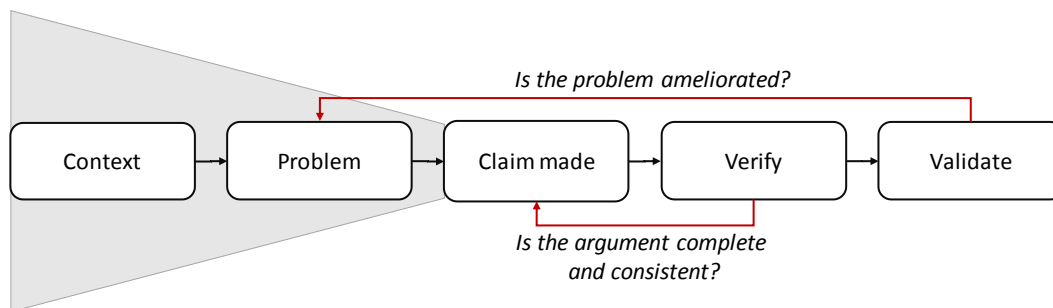 Is the problem ameliorated?
Context
Problem
Claim made
Verify
Validate
Is the argument complete
and consistent?